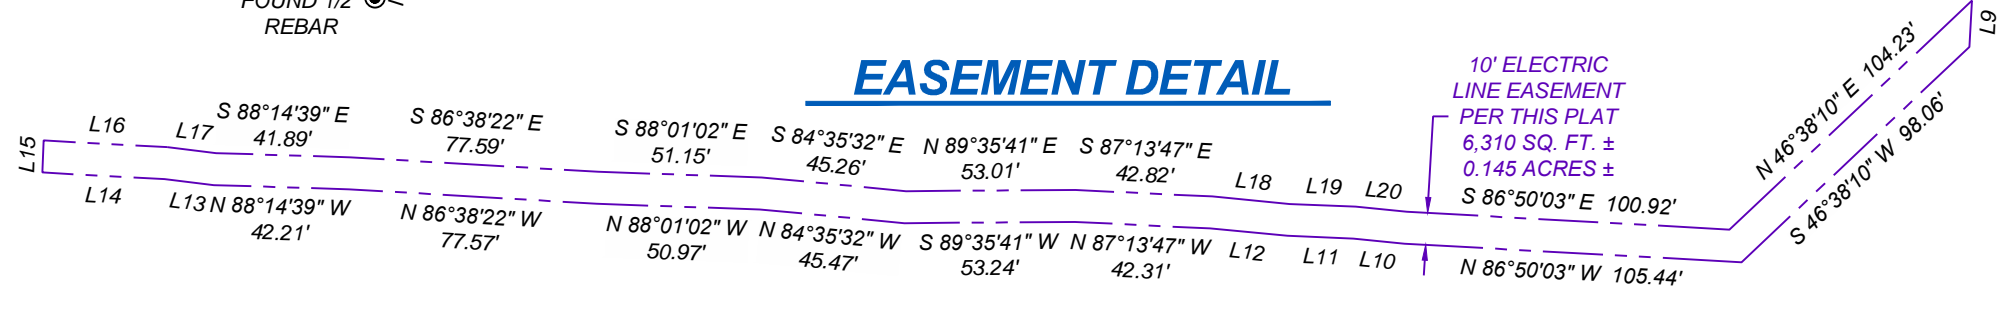 FOUND 1/2"
REBAR
EASEMENT DETAIL
10' ELECTRIC
LINE EASEMENT
PER THIS PLAT
6,310 SQ. FT. ±
0.145 ACRES ±
L15
L16
L17
S 88°14'39" E
41.89'
S 86°38'22" E
77.59'
S 88°01'02" E
51.15'
S 84°35'32" E
45.26'
N 89°35'41" E
53.01'
S 87°13'47" E
42.82'
L18
L19
L20
S 86°50'03" E 100.92'
N 46°38'10" E 104.23'
L9
S 46°38'10" W 98.06'
L14
L13
N 88°14'39" W
42.21'
N 86°38'22" W
77.57'
N 88°01'02" W
50.97'
N 84°35'32" W
45.47'
S 89°35'41" W
53.24'
N 87°13'47" W
42.31'
L12
L11
L10
N 86°50'03" W 105.44'